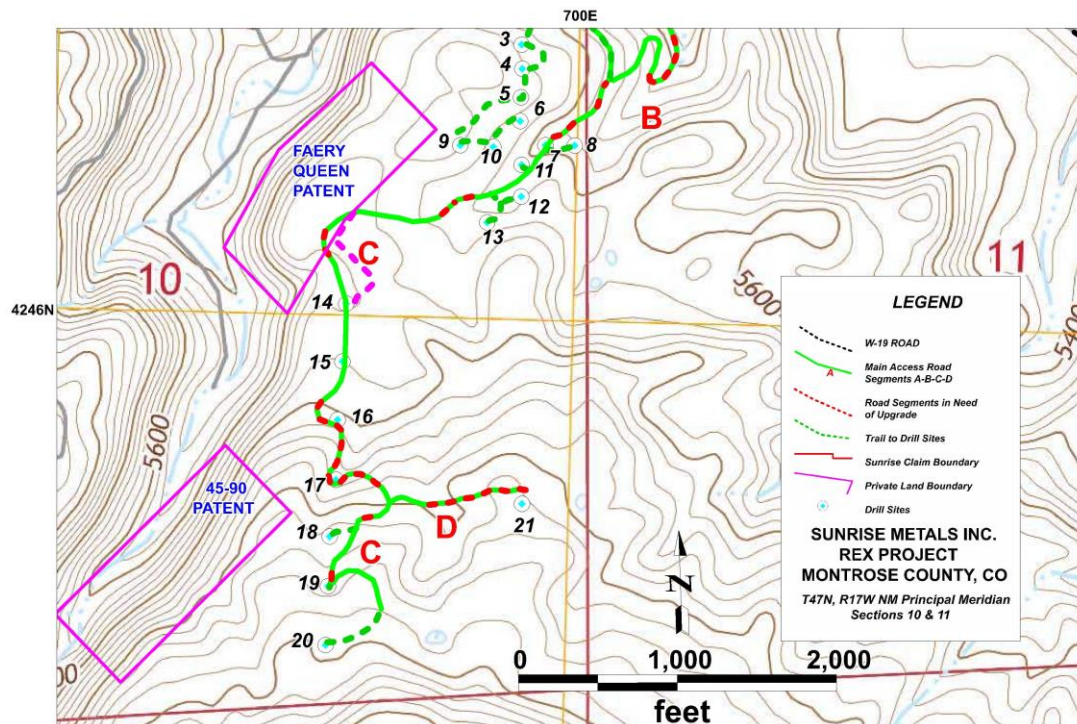 700E
3
4
5
6
B
9
10
7
8
11
FAERY
QUEEN
PATENT
12
13
C
10
11
5600
14
4246N
5400
LEGEND
W-19 ROAD
Main Access Road
A
Segments A-B-C-D
Road Segments in Need
of Upgrade
Trail to Drill Sites
Sunrise Claim Boundary
Private Land Boundary
Drill Sites
SUNRISE METALS INC.
REX PROJECT
MONTROSE COUNTY, CO
T47N, R17W NM Principal Meridian
Sections 10 & 11
15
16
5600
17
45-90
PATENT
21
D
18
C
19
20
N
0 1,000 2,000
feet